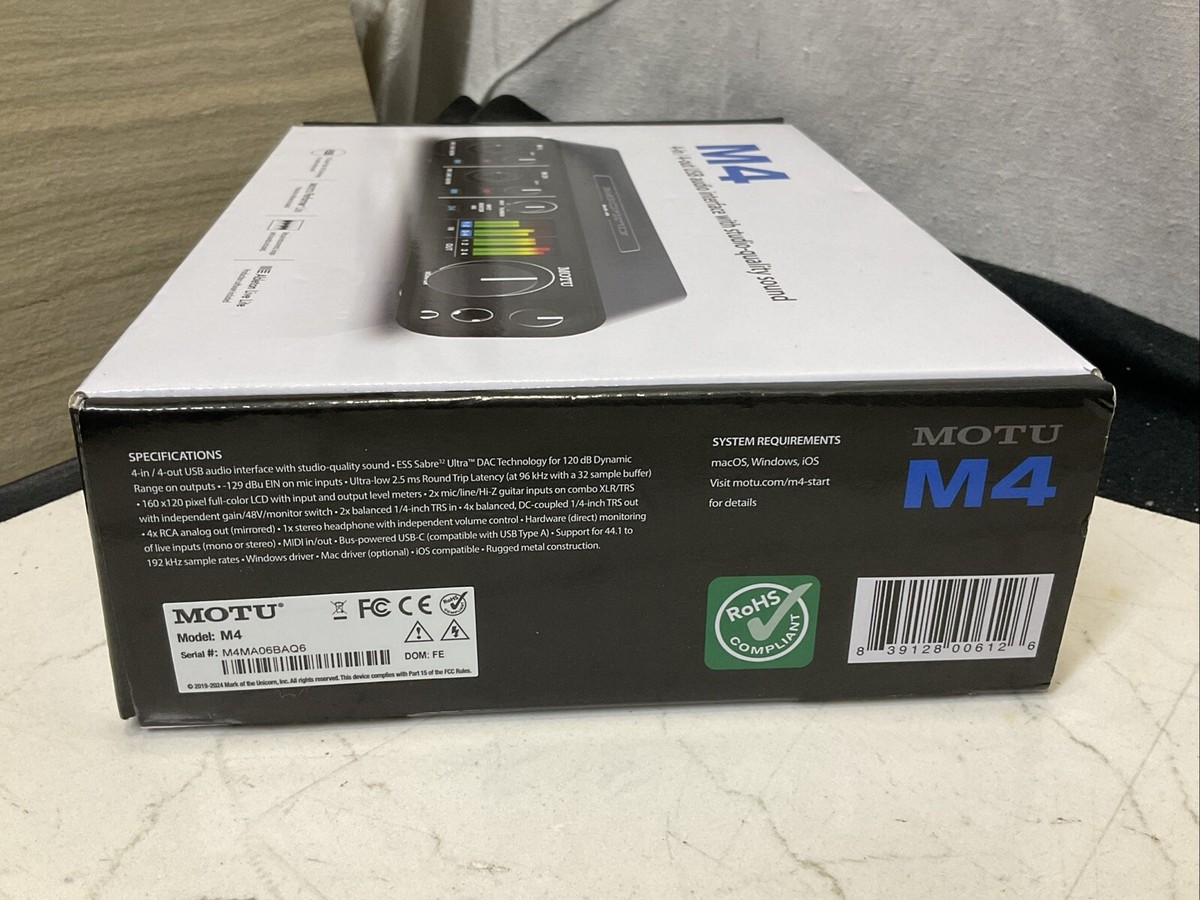 M4
4-in / 4-out USB audio interface with studio-quality sound
MOTU
SPECIFICATIONS
4-in / 4-out USB audio interface with studio-quality sound • ESS Sabre³² Ultra™ DAC Technology for 120 dB Dynamic
Range on outputs • -129 dBu EIN on mic inputs • Ultra-low 2.5 ms Round Trip Latency (at 96 kHz with a 32 sample buffer)
• 160 x120 pixel full-color LCD with input and output level meters • 2x mic/line/Hi-Z guitar inputs on combo XLR/TRS
with independent gain/48V/monitor switch • 2x balanced 1/4-inch TRS in • 4x balanced, DC-coupled 1/4-inch TRS out
• 4x RCA analog out (mirrored) • 1x stereo headphone with independent volume control • Hardware (direct) monitoring
of live inputs (mono or stereo) • MIDI in/out • Bus-powered USB-C (compatible with USB Type A) • Support for 44.1 to
192 kHz sample rates • Windows driver • Mac driver (optional) • iOS compatible • Rugged metal construction.
SYSTEM REQUIREMENTS
macOS, Windows, iOS
Visit motu.com/m4-start
for details
MOTU
M4
MOTU®
Model: M4
Serial #: M4MA06BAQ6
FC CE RoHS
DOM: FE
© 2019-2024 Mark of the Unicorn, Inc. All rights reserved. This device complies with Part 15 of the FCC Rules.
RoHS
COMPLIANT
8 39128 00612 6